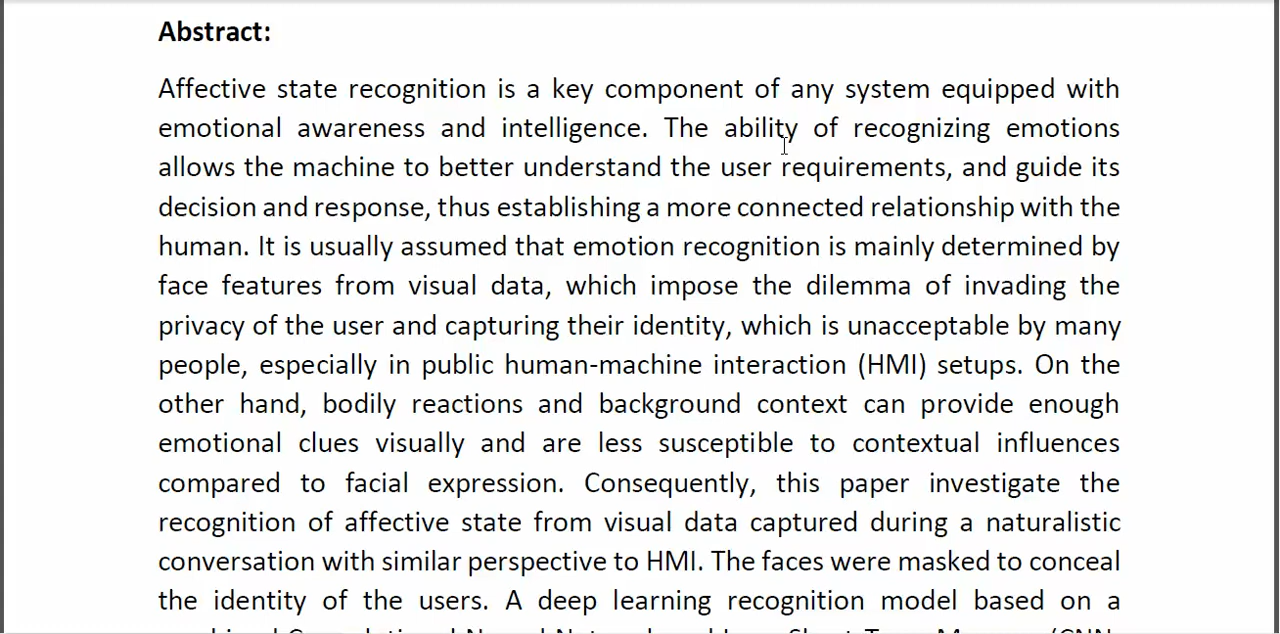 Abstract:
Affective state recognition is a key component of any system equipped with
emotional awareness and intelligence. The ability of recognizing emotions
allows the machine to better understand the user requirements, and guide its
decision and response, thus establishing a more connected relationship with the
human. It is usually assumed that emotion recognition is mainly determined by
face features from visual data, which impose the dilemma of invading the
privacy of the user and capturing their identity, which is unacceptable by many
people, especially in public human-machine interaction (HMI) setups. On the
other hand, bodily reactions and background context can provide enough
emotional clues visually and are less susceptible to contextual influences
compared to facial expression. Consequently, this paper investigate the
recognition of affective state from visual data captured during a naturalistic
conversation with similar perspective to HMI. The faces were masked to conceal
the identity of the users. A deep learning recognition model based on a